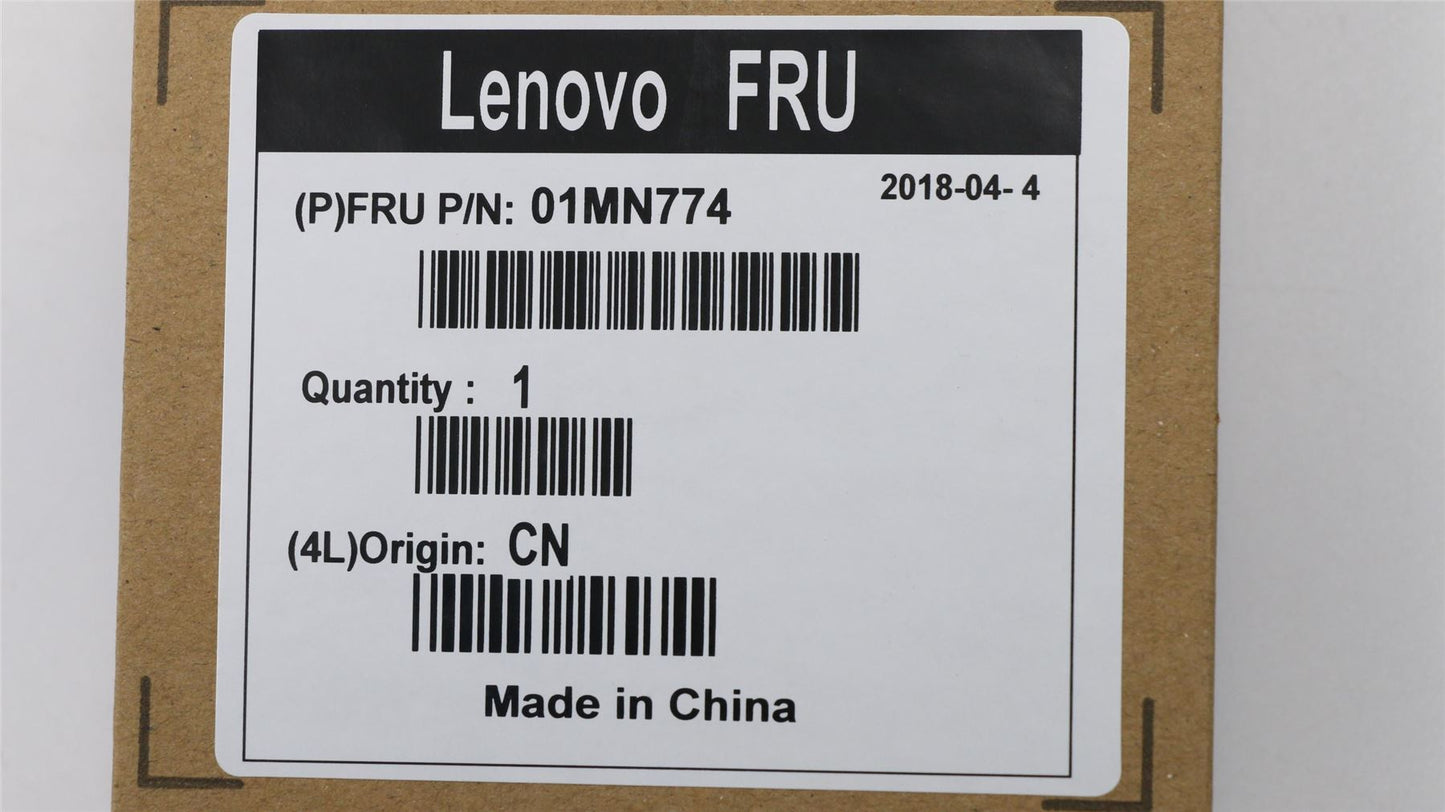 Lenovo FRU
2018-04- 4
(P)FRU P/N: 01MN774
Quantity : 1
(4L)Origin: CN
Made in China